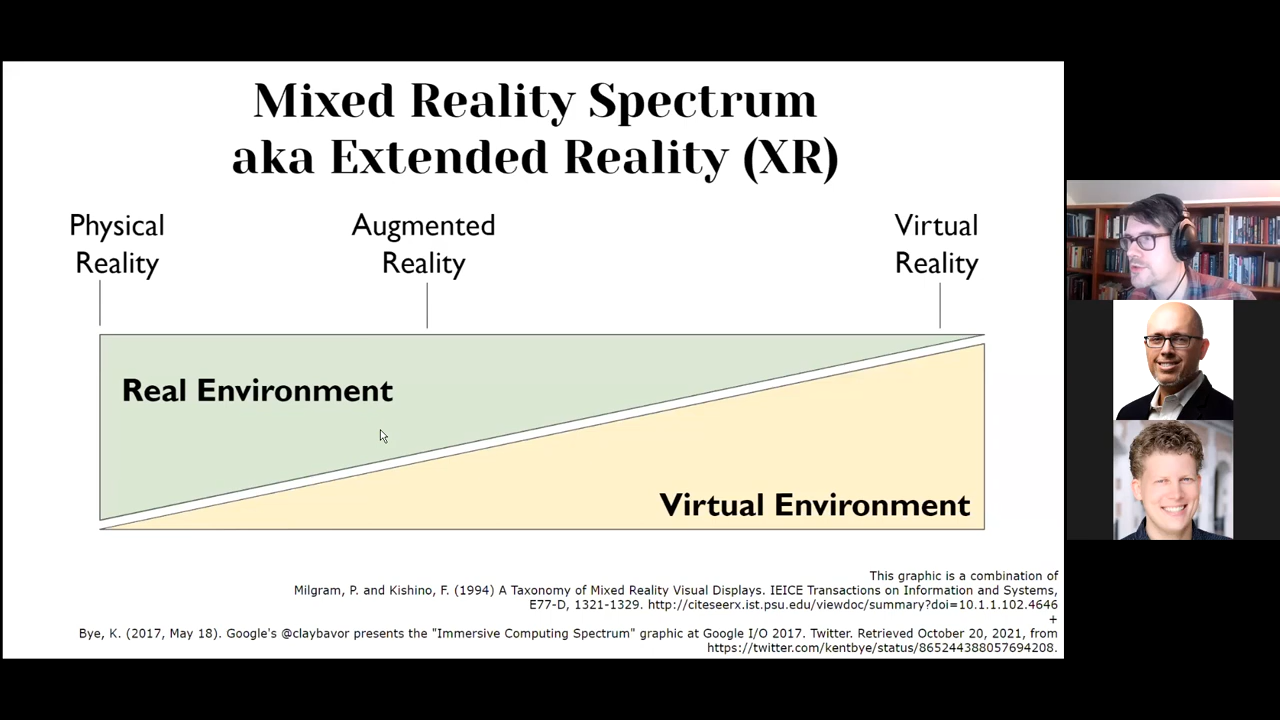 Mixed Reality Spectrum
aka Extended Reality (XR)
Physical
Reality
Augmented
Reality
Virtual
Reality
Real Environment
Virtual Environment
This graphic is a combination of
Milgram, P. and Kishino, F. (1994) A Taxonomy of Mixed Reality Visual Displays. IEICE Transactions on Information and Systems,
E77-D, 1321-1329. http://citeseerx.ist.psu.edu/viewdoc/summary?doi=10.1.1.102.4646
+
Bye, K. (2017, May 18). Google's @claybavor presents the "Immersive Computing Spectrum" graphic at Google I/O 2017. Twitter. Retrieved October 20, 2021, from
https://twitter.com/kentbye/status/865244388057694208.